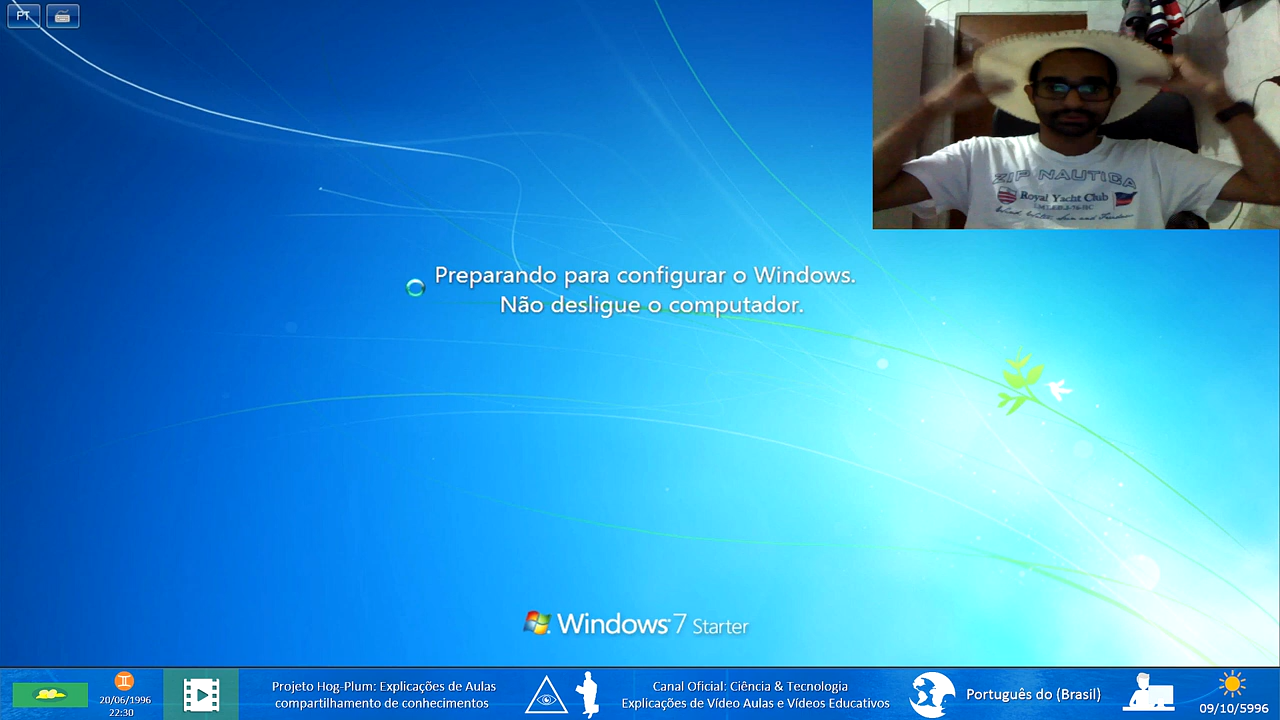 PT
ZIP NAUTICA
Royal Yacht Club
Preparando para configurar o Windows.
Não desligue o computador.
Windows 7 Starter
20/06/1996
22:30
Projeto Hog-Plum: Explicações de Aulas
compartilhamento de conhecimentos
Canal Oficial: Ciência & Tecnologia
Explicações de Vídeo Aulas e Vídeos Educativos
Português do (Brasil)
09/10/5996